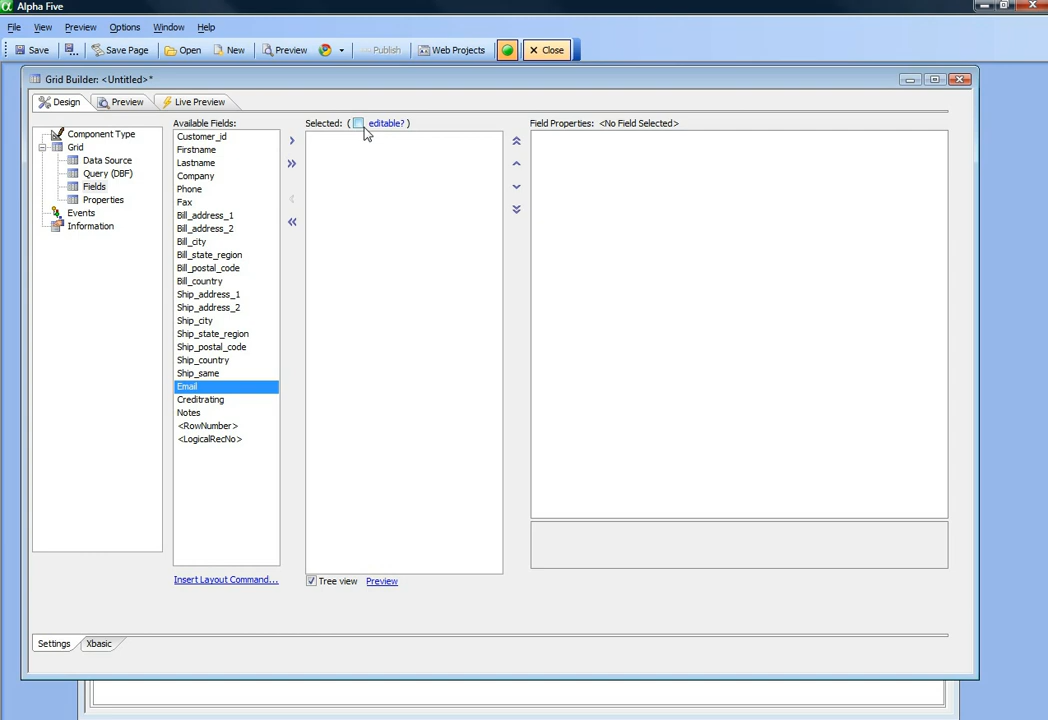 Alpha Five
File View Preview Options Window Help
Save Save Page Open New Preview Publish Web Projects Close
Grid Builder: <Untitled>*
Design Preview Live Preview
Available Fields: Selected: ( editable? ) Field Properties: <No Field Selected>
Component Type
Grid
Data Source
Query (DBF)
Fields
Properties
Events
Information
Customer_id
Firstname
Lastname
Company
Phone
Fax
Bill_address_1
Bill_address_2
Bill_city
Bill_state_region
Bill_postal_code
Bill_country
Ship_address_1
Ship_address_2
Ship_city
Ship_state_region
Ship_postal_code
Ship_country
Ship_same
Email
Creditrating
Notes
<RowNumber>
<LogicalRecNo>
Insert Layout Command... Tree view Preview
Settings Xbasic